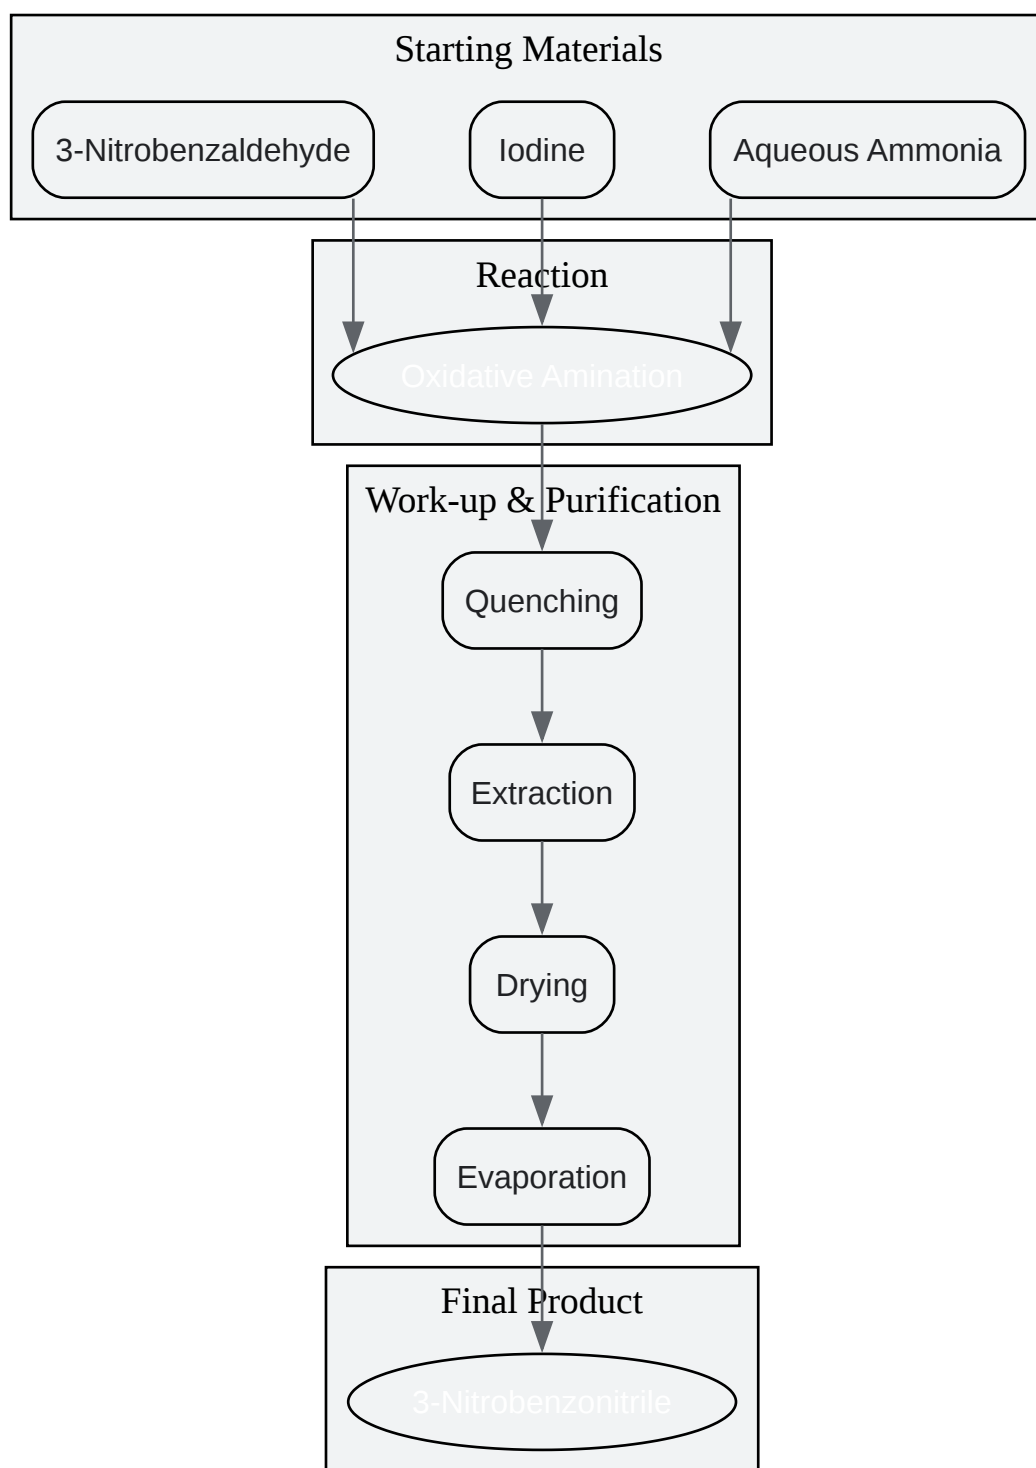 Starting Materials
3-Nitrobenzaldehyde
Iodine
Aqueous Ammonia
Reaction
Oxidative Amination
Work-up & Purification
Quenching
Extraction
Drying
Evaporation
Final Product
3-Nitrobenzonitrile